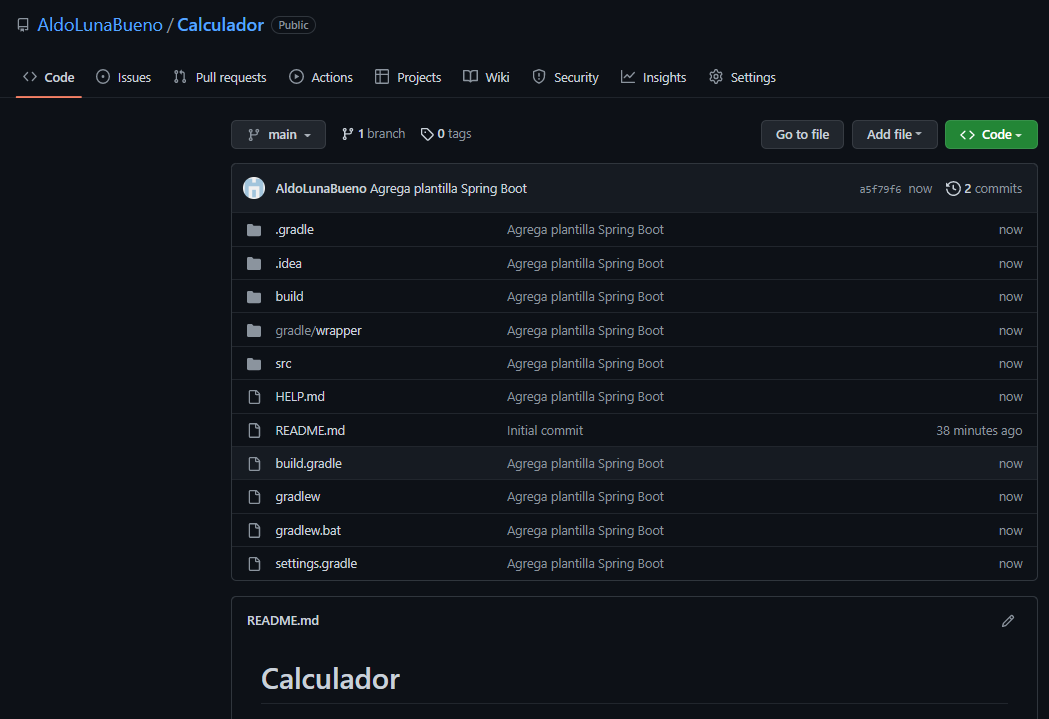 AldoLunaBueno / Calculador Public
Code Issues Pull requests Actions Projects Wiki Security Insights Settings
main 1 branch 0 tags Go to file Add file Code
AldoLunaBueno Agrega plantilla Spring Boot a5f79f6 now 2 commits
.gradle Agrega plantilla Spring Boot now
.idea Agrega plantilla Spring Boot now
build Agrega plantilla Spring Boot now
gradle/wrapper Agrega plantilla Spring Boot now
src Agrega plantilla Spring Boot now
HELP.md Agrega plantilla Spring Boot now
README.md Initial commit 38 minutes ago
build.gradle Agrega plantilla Spring Boot now
gradlew Agrega plantilla Spring Boot now
gradlew.bat Agrega plantilla Spring Boot now
settings.gradle Agrega plantilla Spring Boot now
README.md
Calculador